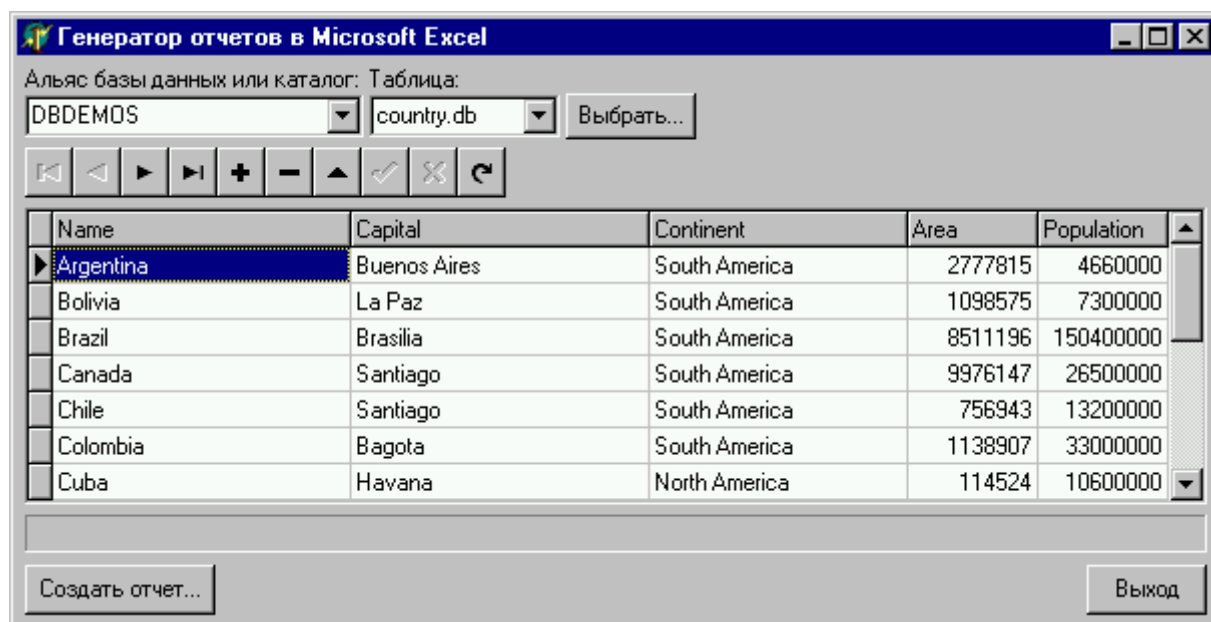 Генератор отчетов в Microsoft Excel
Альяс базы данных или каталог: Таблица:
DBDEMOS country.db Выбрать...
Name Capital Continent Area Population
Argentina Buenos Aires South America 2777815 4660000
Bolivia La Paz South America 1098575 7300000
Brazil Brasilia South America 8511196 150400000
Canada Santiago South America 9976147 26500000
Chile Santiago South America 756943 13200000
Colombia Bagota South America 1138907 33000000
Cuba Havana North America 114524 10600000
Создать отчет... Выход